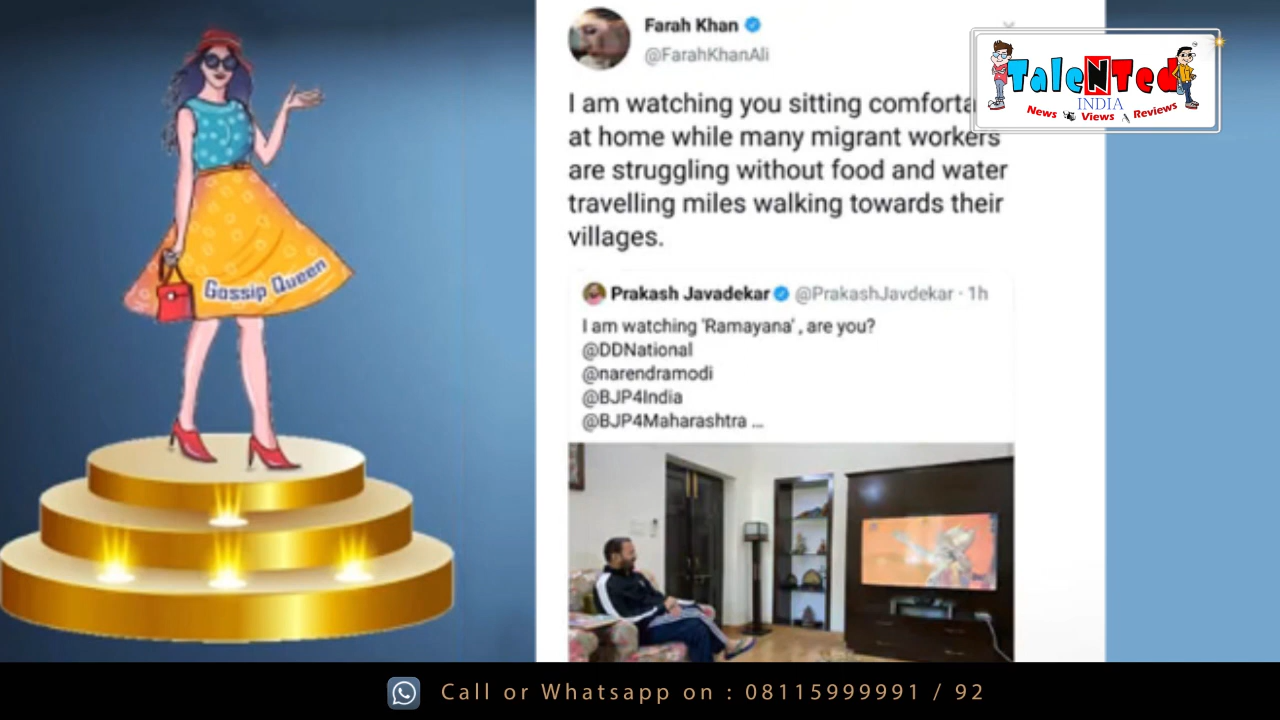 Farah Khan
@FarahKhanAli
TaleNTed
INDIA
News Views Reviews
I am watching you sitting comforta
at home while many migrant workers
are struggling without food and water
travelling miles walking towards their
villages.
Prakash Javadekar @PrakashJavdekar · 1h
I am watching 'Ramayana' , are you?
@DDNational
@narendramodi
@BJP4India
@BJP4Maharashtra ...
Gossip Queen
Call or Whatsapp on : 08115999991 / 92